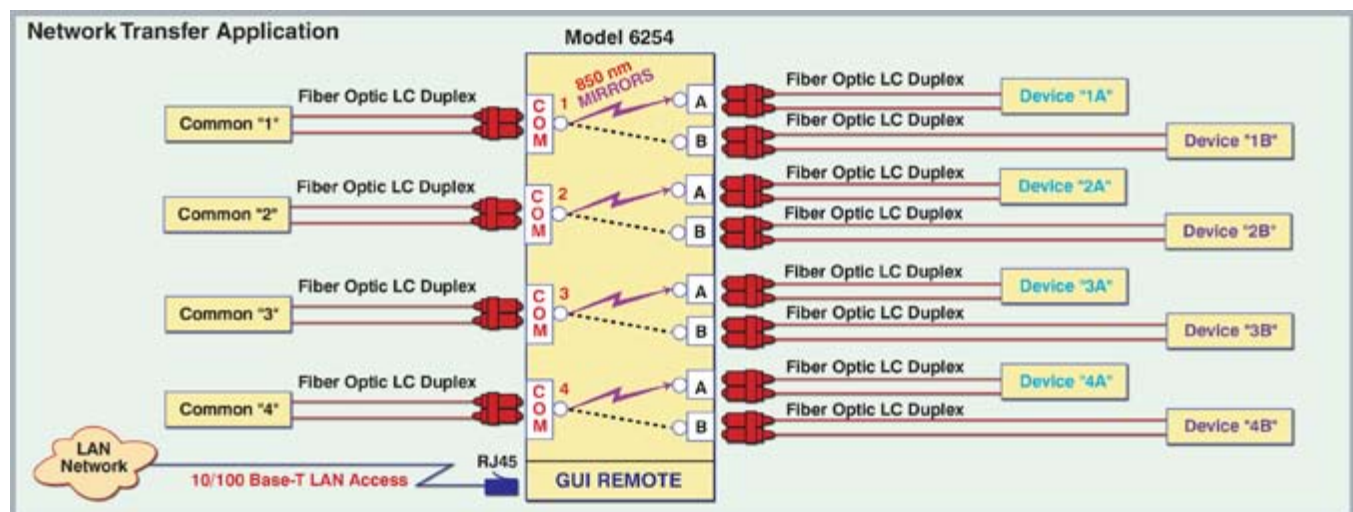 Network Transfer Application
Model 6254
850 nm
MIRRORS
Fiber Optic LC Duplex
Common "1"
COM
1
A
B
Fiber Optic LC Duplex
Device "1A"
Fiber Optic LC Duplex
Device "1B"
Fiber Optic LC Duplex
Common "2"
COM
2
A
B
Fiber Optic LC Duplex
Device "2A"
Fiber Optic LC Duplex
Device "2B"
Fiber Optic LC Duplex
Common "3"
COM
3
A
B
Fiber Optic LC Duplex
Device "3A"
Fiber Optic LC Duplex
Device "3B"
Fiber Optic LC Duplex
Common "4"
COM
4
A
B
Fiber Optic LC Duplex
Device "4A"
Fiber Optic LC Duplex
Device "4B"
LAN
Network
10/100 Base-T LAN Access
RJ45
GUI REMOTE